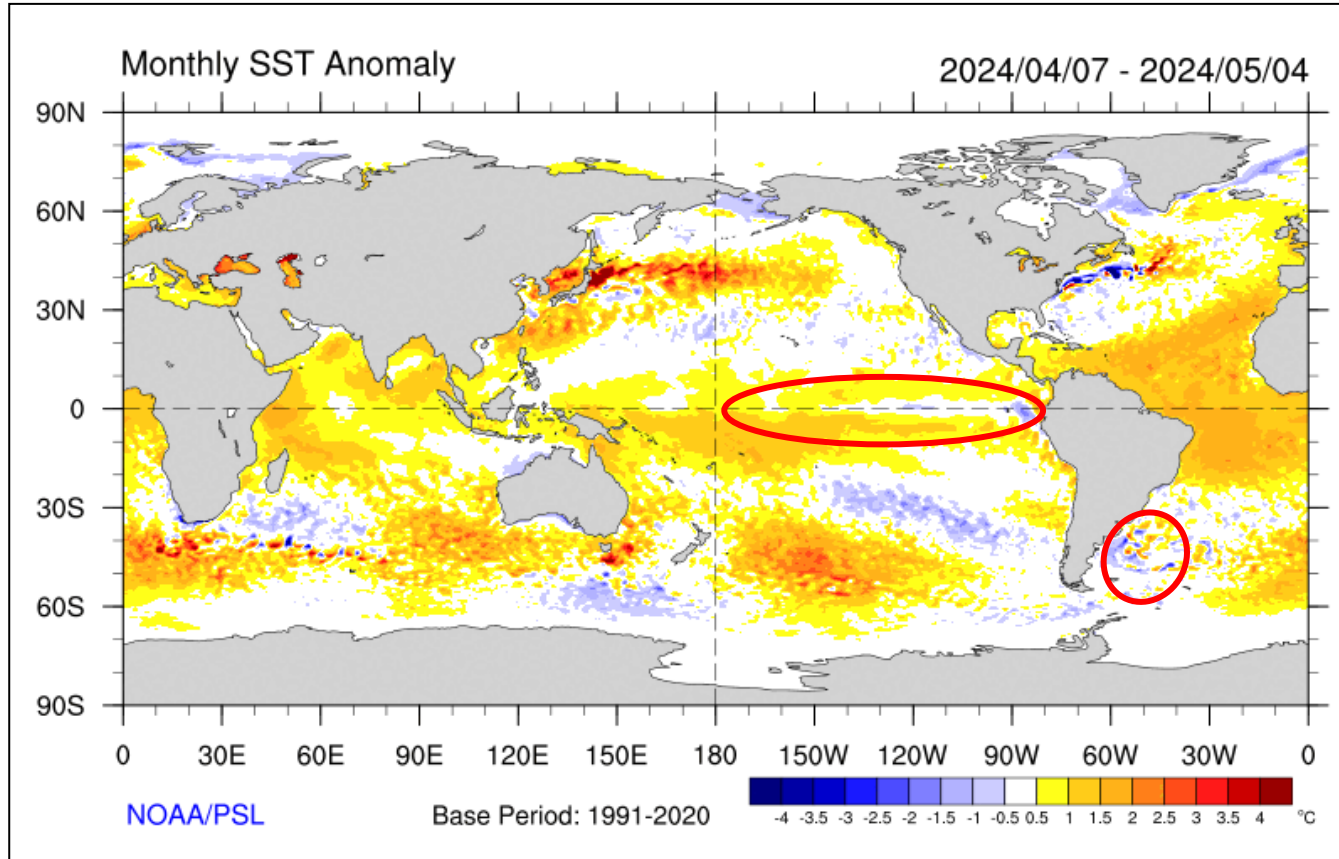 Monthly SST Anomaly 2024/04/07 - 2024/05/04
90N
60N
30N
0
30S
60S
90S
0 30E 60E 90E 120E 150E 180 150W 120W 90W 60W 30W 0
NOAA/PSL Base Period: 1991-2020
-4 -3.5 -3 -2.5 -2 -1.5 -1 -0.5 0.5 1 1.5 2 2.5 3 3.5 4 °C